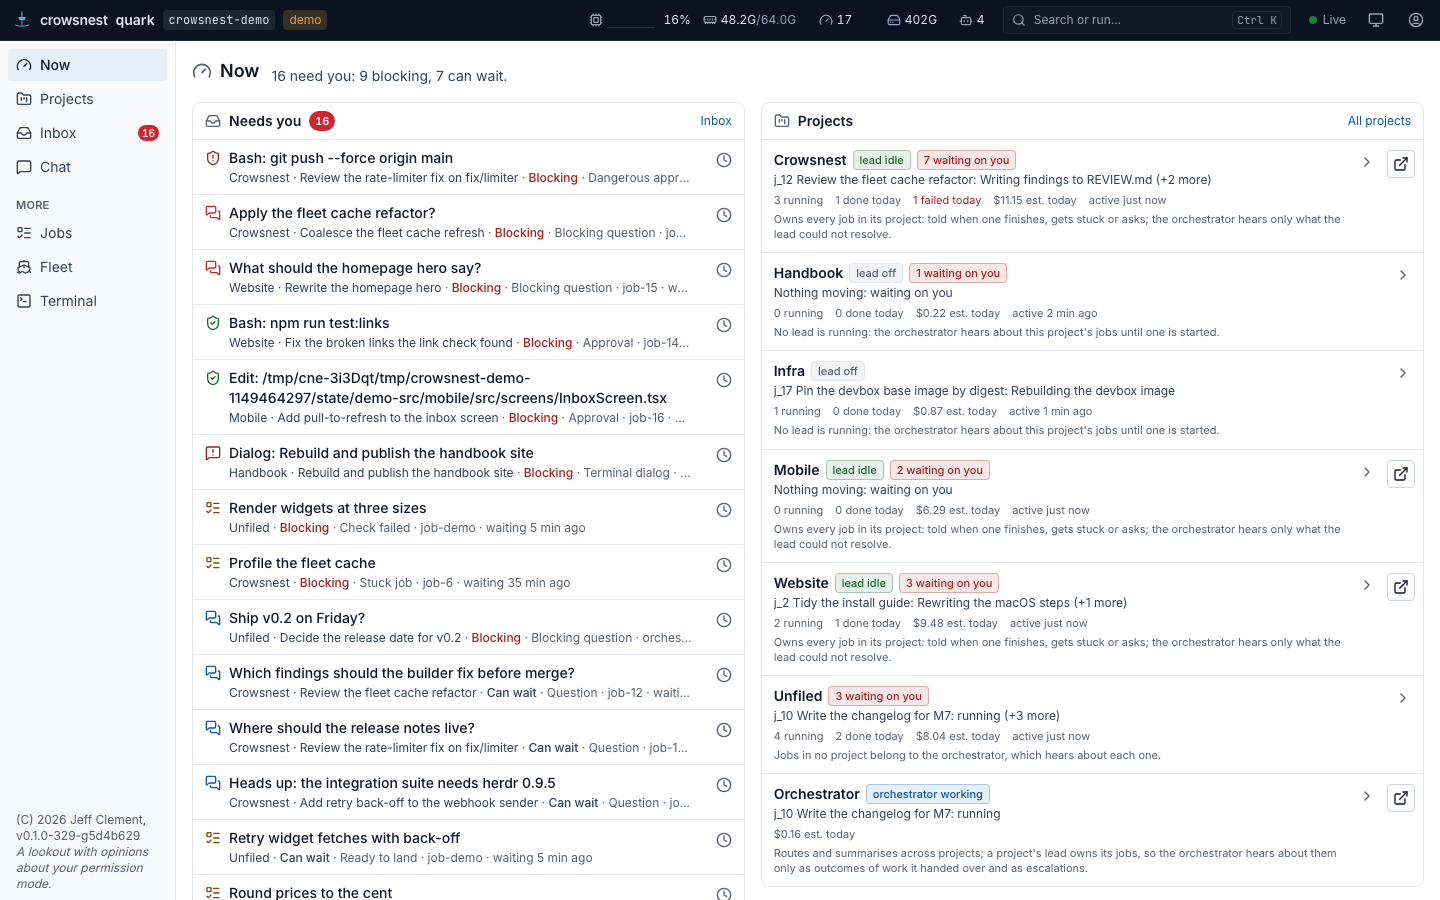 crowsnest quark crowsnest-demo demo
16% 48.2G/64.0G 17 402G 4 Search or run... Ctrl K Live
Now
Projects
Inbox 16
Chat
MORE
Jobs
Fleet
Terminal
(C) 2026 Jeff Clement,
v0.1.0-329-g5d4b629
A lookout with opinions
about your permission
mode.
Now 16 need you: 9 blocking, 7 can wait.
Needs you 16 Inbox
Bash: git push --force origin main
Crowsnest · Review the rate-limiter fix on fix/limiter · Blocking · Dangerous appr...
Apply the fleet cache refactor?
Crowsnest · Coalesce the fleet cache refresh · Blocking · Blocking question · jo...
What should the homepage hero say?
Website · Rewrite the homepage hero · Blocking · Blocking question · job-15 · w...
Bash: npm run test:links
Website · Fix the broken links the link check found · Blocking · Approval · job-14...
Edit: /tmp/cne-3i3Dqt/tmp/crowsnest-demo-
1149464297/state/demo-src/mobile/src/screens/InboxScreen.tsx
Mobile · Add pull-to-refresh to the inbox screen · Blocking · Approval · job-16 · ...
Dialog: Rebuild and publish the handbook site
Handbook · Rebuild and publish the handbook site · Blocking · Terminal dialog · ...
Render widgets at three sizes
Unfiled · Blocking · Check failed · job-demo · waiting 5 min ago
Profile the fleet cache
Crowsnest · Blocking · Stuck job · job-6 · waiting 35 min ago
Ship v0.2 on Friday?
Unfiled · Decide the release date for v0.2 · Blocking · Blocking question · orches...
Which findings should the builder fix before merge?
Crowsnest · Review the fleet cache refactor · Can wait · Question · job-12 · waiti...
Where should the release notes live?
Crowsnest · Review the rate-limiter fix on fix/limiter · Can wait · Question · job-1...
Heads up: the integration suite needs herdr 0.9.5
Crowsnest · Add retry back-off to the webhook sender · Can wait · Question · jo...
Retry widget fetches with back-off
Unfiled · Can wait · Ready to land · job-demo · waiting 5 min ago
Round prices to the cent
Projects All projects
Crowsnest lead idle 7 waiting on you
j_12 Review the fleet cache refactor: Writing findings to REVIEW.md (+2 more)
3 running 1 done today 1 failed today $11.15 est. today active just now
Owns every job in its project: told when one finishes, gets stuck or asks; the orchestrator hears only what the
lead could not resolve.
Handbook lead off 1 waiting on you
Nothing moving: waiting on you
0 running 0 done today $0.22 est. today active 2 min ago
No lead is running: the orchestrator hears about this project's jobs until one is started.
Infra lead off
j_17 Pin the devbox base image by digest: Rebuilding the devbox image
1 running 0 done today $0.87 est. today active 1 min ago
No lead is running: the orchestrator hears about this project's jobs until one is started.
Mobile lead idle 2 waiting on you
Nothing moving: waiting on you
0 running 0 done today $6.29 est. today active just now
Owns every job in its project: told when one finishes, gets stuck or asks; the orchestrator hears only what the
lead could not resolve.
Website lead idle 3 waiting on you
j_2 Tidy the install guide: Rewriting the macOS steps (+1 more)
2 running 1 done today $9.48 est. today active just now
Owns every job in its project: told when one finishes, gets stuck or asks; the orchestrator hears only what the
lead could not resolve.
Unfiled 3 waiting on you
j_10 Write the changelog for M7: running (+3 more)
4 running 2 done today $8.04 est. today active just now
Jobs in no project belong to the orchestrator, which hears about each one.
Orchestrator orchestrator working
j_10 Write the changelog for M7: running
$0.16 est. today
Routes and summarises across projects; a project's lead owns its jobs, so the orchestrator hears about them
only as outcomes of work it handed over and as escalations.